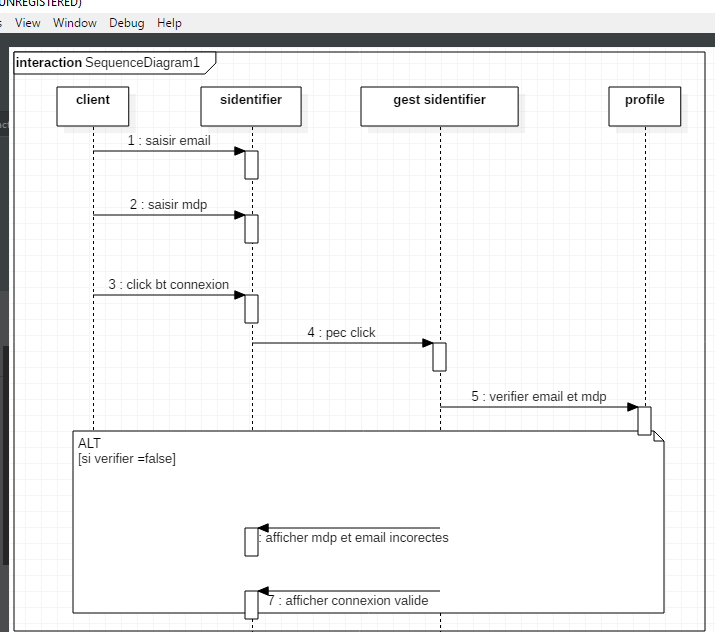 UNREGISTERED)
View Window Debug Help
interaction SequenceDiagram1
client sidentifier gest sidentifier profile
1 : saisir email
2 : saisir mdp
3 : click bt connexion
4 : pec click
5 : verifier email et mdp
ALT
[si verifier =false]
: afficher mdp et email incorectes
7 : afficher connexion valide